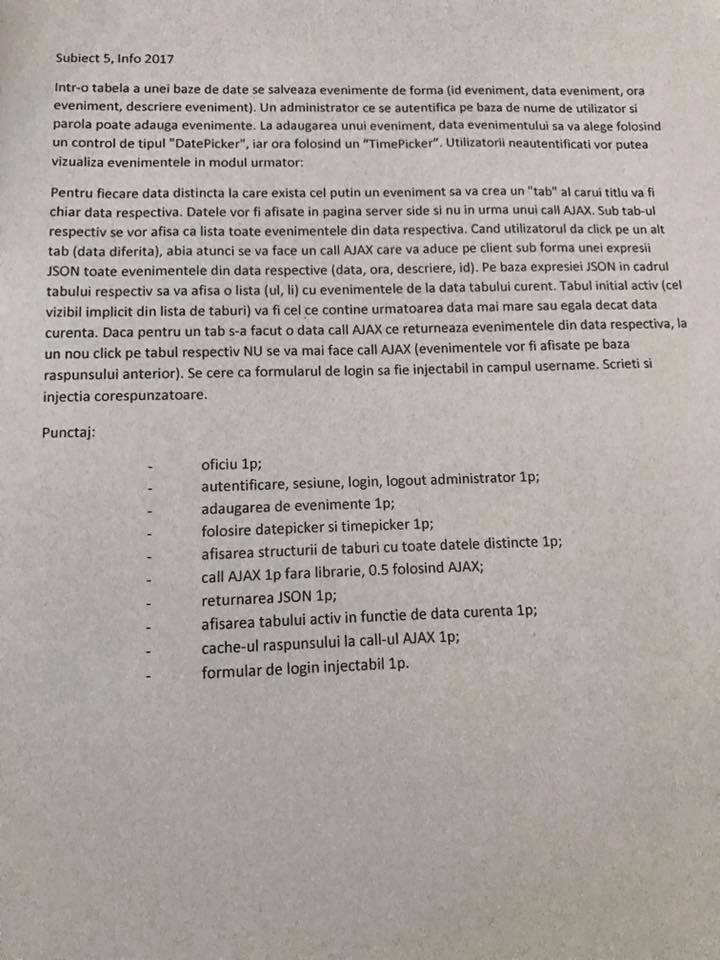 Subiect 5, Info 2017
Intr-o tabela a unei baze de date se salveaza evenimente de forma (id eveniment, data eveniment, ora
eveniment, descriere eveniment). Un administrator ce se autentifica pe baza de nume de utilizator si
parola poate adauga evenimente. La adaugarea unui eveniment, data evenimentului sa va alege folosind
un control de tipul "DatePicker", iar ora folosind un "TimePicker". Utilizatorii neautentificati vor putea
vizualiza evenimentele in modul urmator:
Pentru fiecare data distincta la care exista cel putin un eveniment sa va crea un "tab" al carui titlu va fi
chiar data respectiva. Datele vor fi afisate in pagina server side si nu in urma unui call AJAX. Sub tab-ul
respectiv se vor afisa ca lista toate evenimentele din data respectiva. Cand utilizatorul da click pe un alt
tab (data diferita), abia atunci se va face un call AJAX care va aduce pe client sub forma unei expresii
JSON toate evenimentele din data respective (data, ora, descriere, id). Pe baza expresiei JSON in cadrul
tabului respectiv sa va afisa o lista (ul, li) cu evenimentele de la data tabului curent. Tabul initial activ (cel
vizibil implicit din lista de taburi) va fi cel ce contine urmatoarea data mai mare sau egala decat data
curenta. Daca pentru un tab s-a facut o data call AJAX ce returneaza evenimentele din data respectiva, la
un nou click pe tabul respectiv NU se va mai face call AJAX (evenimentele vor fi afisate pe baza
raspunsului anterior). Se cere ca formularul de login sa fie injectabil in campul username. Scrieti si
injectia corespunzatoare.
Punctaj:
- oficiu 1p;
- autentificare, sesiune, login, logout administrator 1p;
- adaugarea de evenimente 1p;
- folosire datepicker si timepicker 1p;
- afisarea structurii de taburi cu toate datele distincte 1p;
- call AJAX 1p fara librarie, 0.5 folosind AJAX;
- returnarea JSON 1p;
- afisarea tabului activ in functie de data curenta 1p;
- cache-ul raspunsului la call-ul AJAX 1p;
- formular de login injectabil 1p.